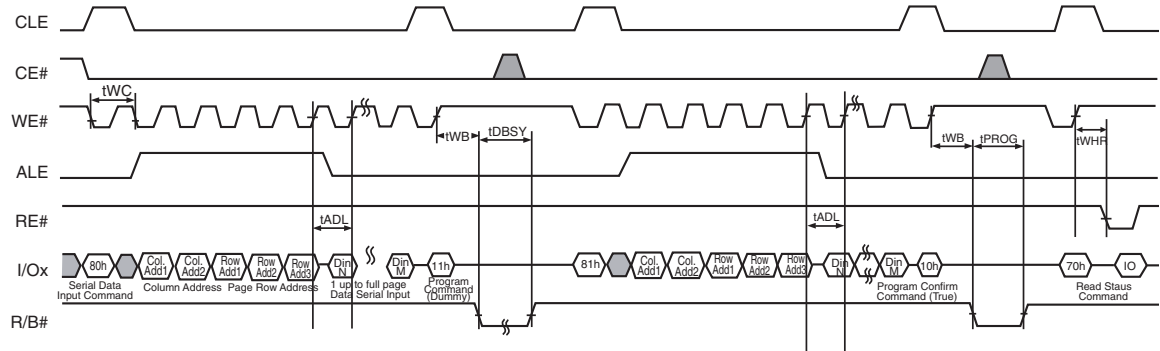 CLE
CE#
tWC
WE#
tWB
tDBSY
tWB
tPROG
tWHR
ALE
RE#
tADL
tADL
I/Ox
80h
Col. Add1
Col. Add2
Row Add1
Row Add2
Row Add3
Din N
Din M
11h
81h
Col. Add1
Col. Add2
Row Add1
Row Add2
Row Add3
Din N
Din M
10h
70h
IO
Serial Data
Input Command
Column Address
Page Row Address
1 up to full page
Data Serial Input
Program
Command
(Dummy)
Program Confirm
Command (True)
Read Staus
Command
R/B#